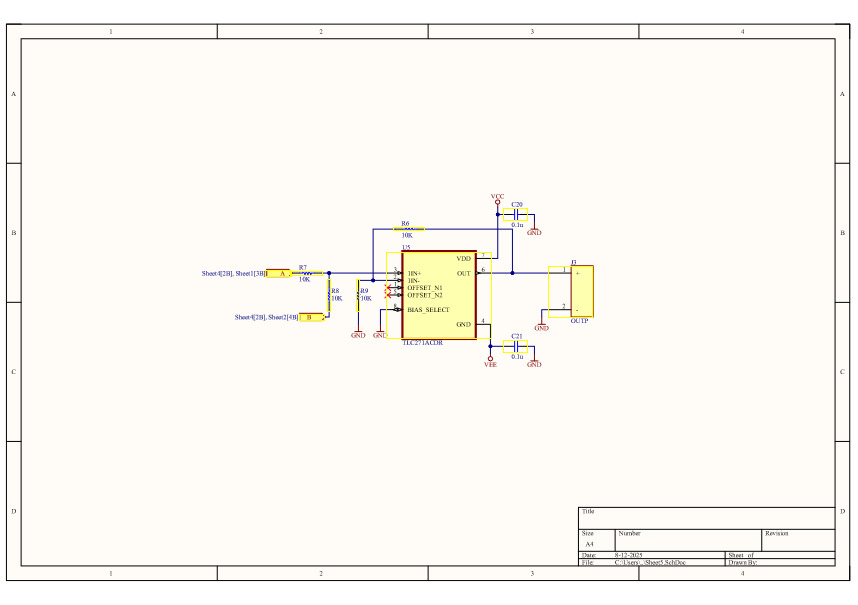 1 2 3 4
A A
VCC
C20
0.1u
GND
B B
R6
10K
U5
VDD 7
J3
Sheet4[2B], Sheet1[3B] A
R7
10K
3 1IN+
OUT 6
1 +
2 1IN-
R8
10K
R9
10K
1 OFFSET_N1
5 OFFSET_N2
8 BIAS_SELECT
2 -
Sheet4[2B], Sheet2[4B] B
GND 4
OUTP
GND
GND
GND
TLC271ACDR
C21
0.1u
VEE
GND
C C
D D
Title
Size
A4
Number
Revision
Date: 8-12-2025 Sheet of
File: C:\Users\..\Sheet5.SchDoc Drawn By:
1 2 3 4